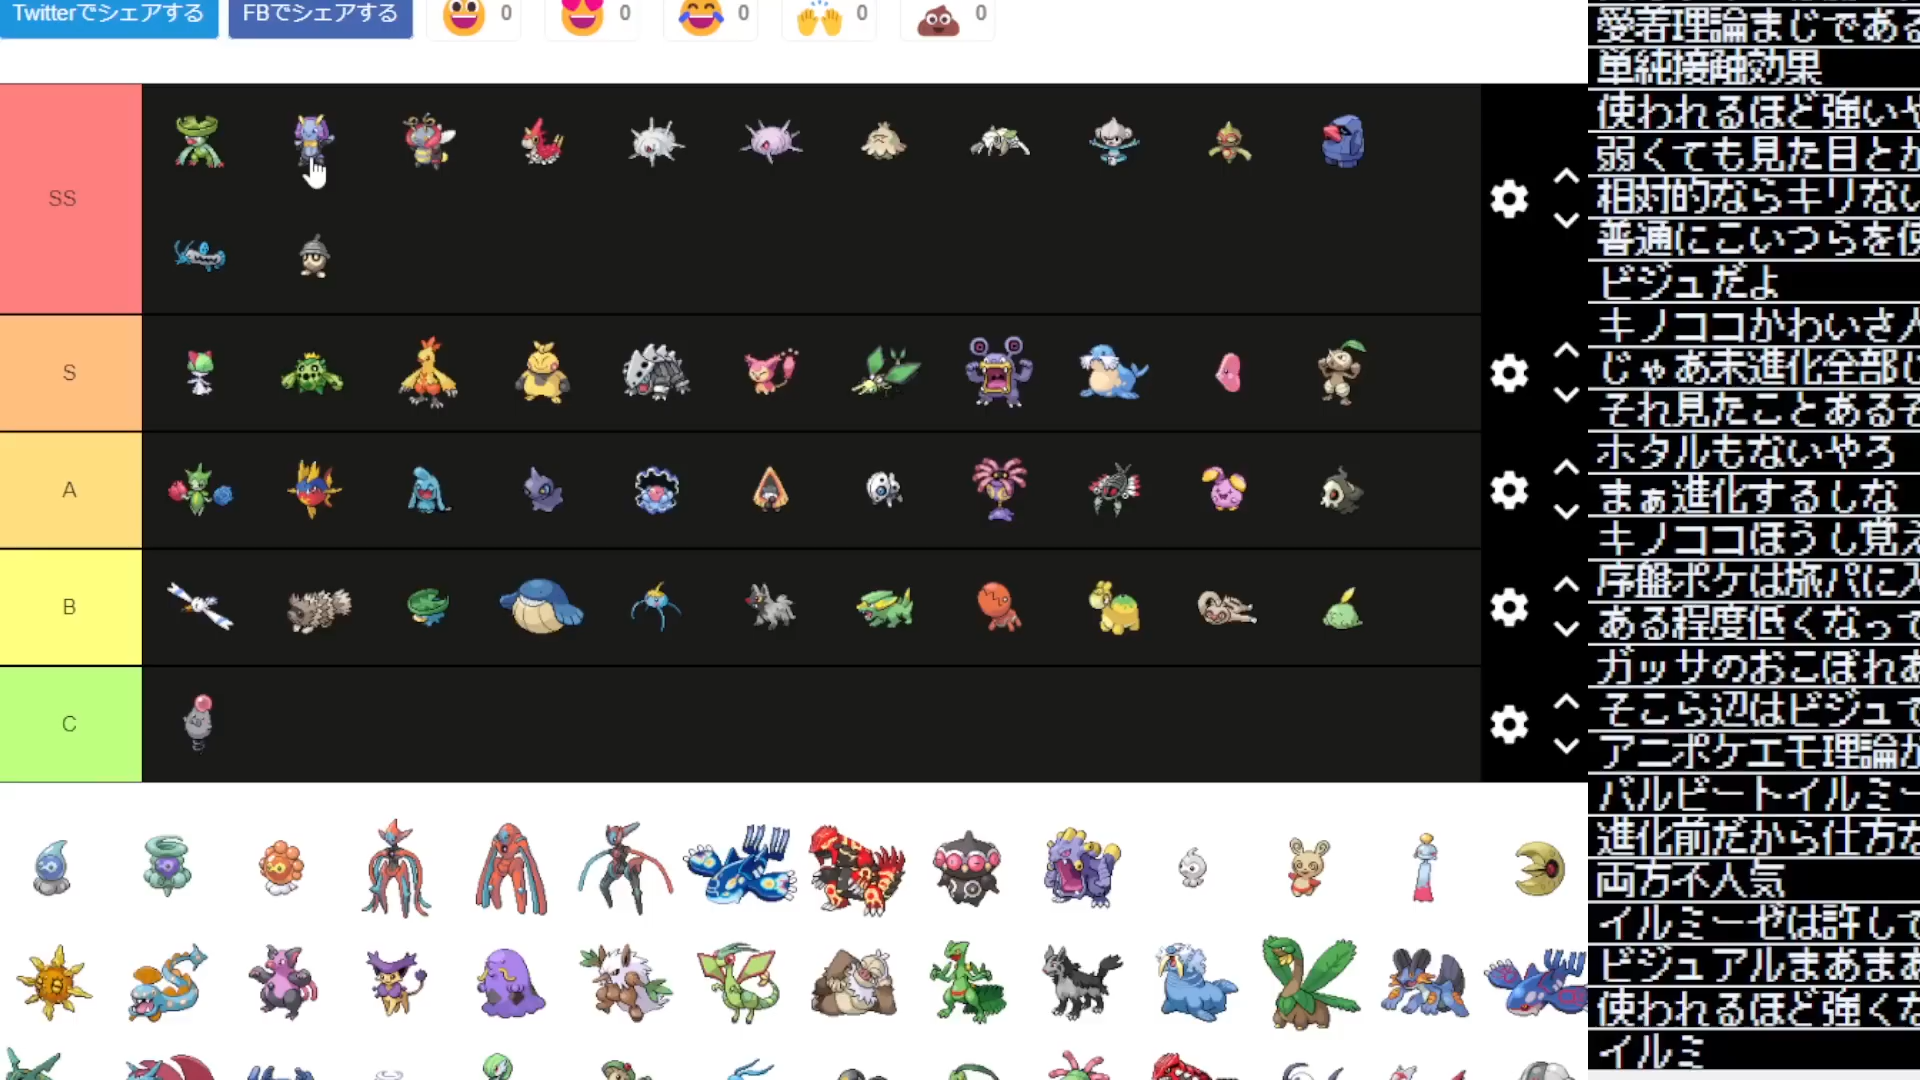 Twitterでシェアする
FBでシェアする
0
0
0
0
0
SS
S
A
B
C
愛着理論まじである
単純接触効果
使われるほど強いや
弱くても見た目とか
相対的ならキリない
普通にこいつらを使
ビジュだよ
キノココかわいさん
じゃあ未進化全部じ
それ見たことあるぞ
ホタルもないやろ
まぁ進化するしな
キノココほうし覚え
序盤ポケは旅パに入
ある程度低くなって
ガッサのおこぼれあ
そこら辺はビジュで
アニポケエモ理論が
バルビートイルミー
進化前だから仕方な
両方不人気
イルミーゼは許して
ビジュアルまあまあ
使われるほど強くな
イルミ